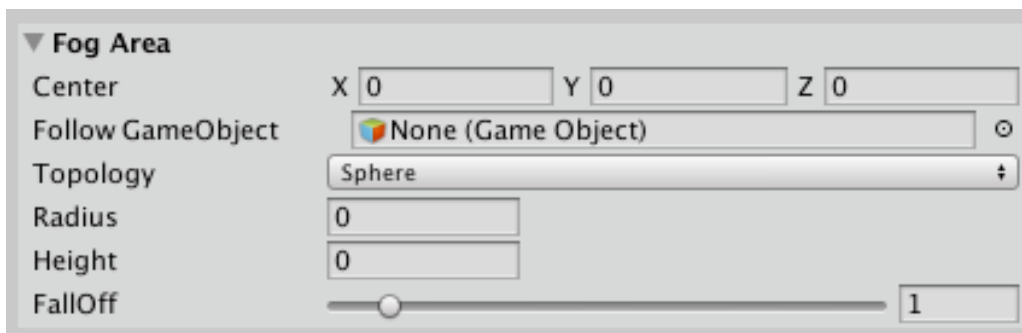 Fog Area
Center X 0 Y 0 Z 0
Follow GameObject None (Game Object)
Topology Sphere
Radius 0
Height 0
FallOff 1